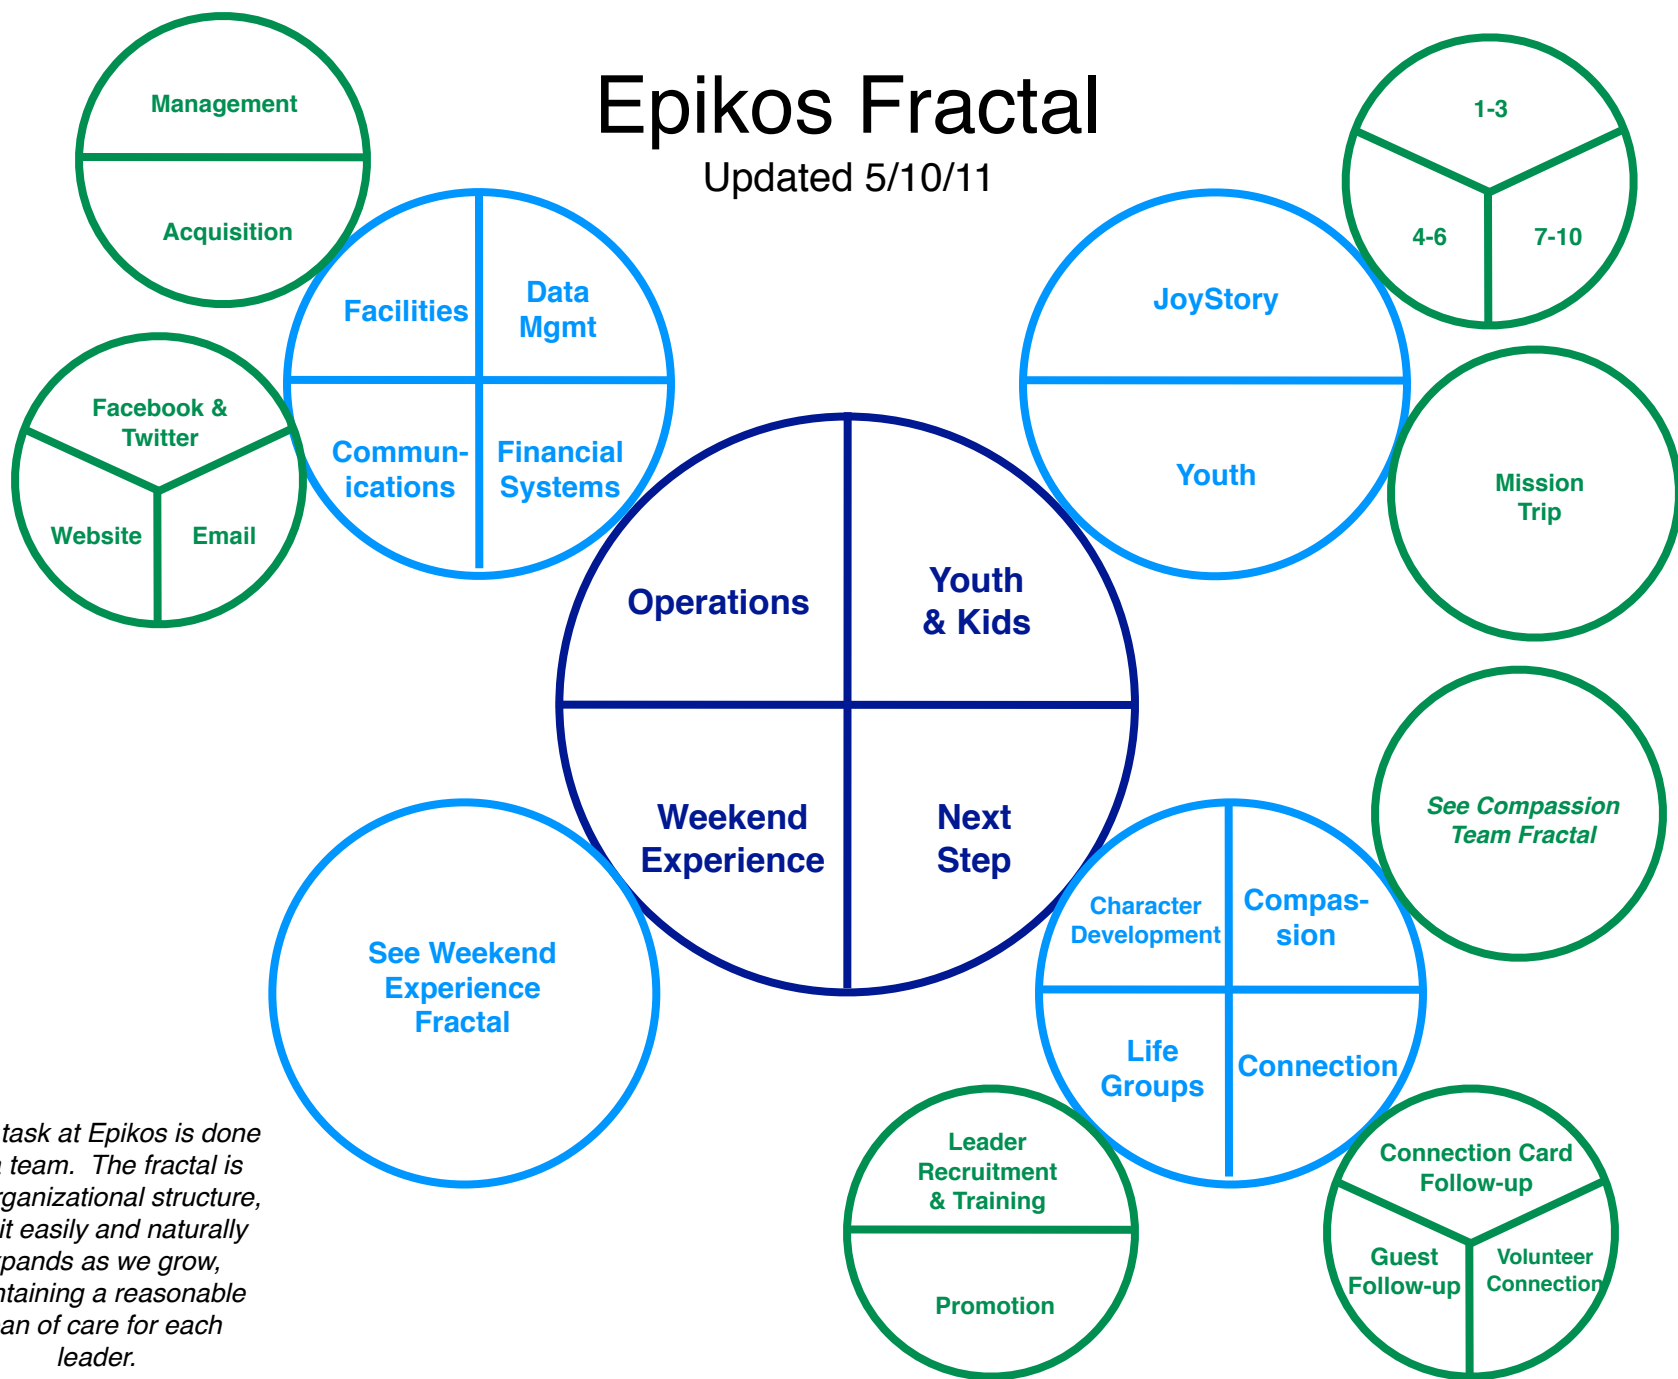 Epikos Fractal
Updated 5/10/11
Management
Acquisition
1-3
4-6
7-10
Facilities
Data
Mgmt
Commun-
ications
Financial
Systems
JoyStory
Youth
Facebook &
Twitter
Website
Email
Mission
Trip
Operations
Youth
& Kids
Weekend
Experience
Next
Step
See Compassion
Team Fractal
See Weekend
Experience
Fractal
Character
Development
Compas-
sion
Life
Groups
Connection
Leader
Recruitment
& Training
Promotion
Connection Card
Follow-up
Guest
Follow-up
Volunteer
Connection
task at Epikos is done
team. The fractal is
organizational structure,
it easily and naturally
as we grow,
a reasonable
of care for each
leader.